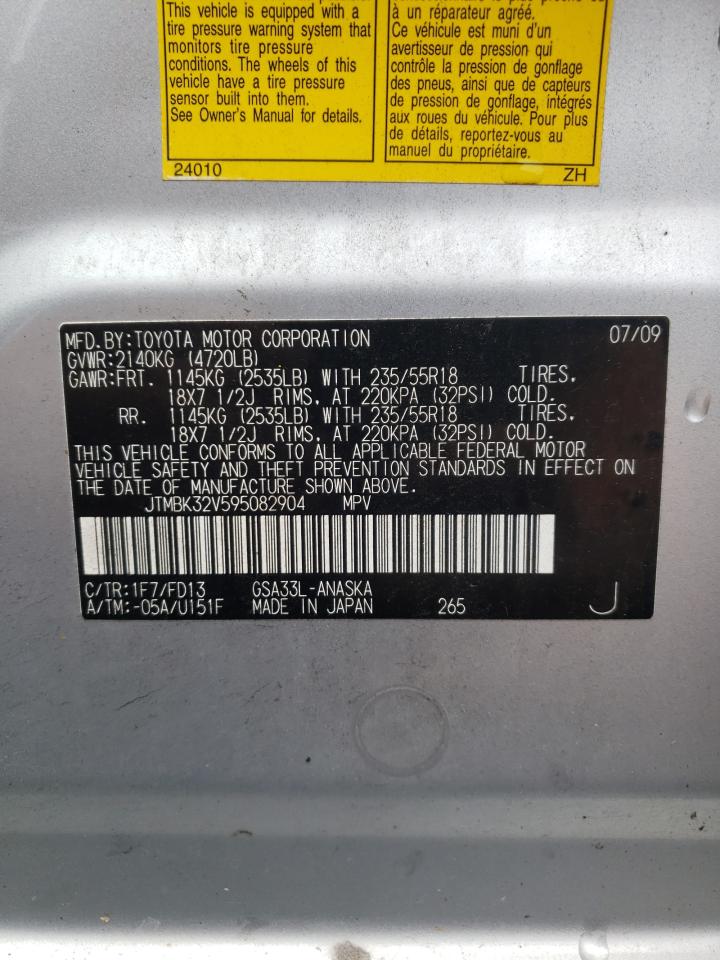 This vehicle is equipped with a
tire pressure warning system that
monitors tire pressure
conditions. The wheels of this
vehicle have a tire pressure
sensor built into them.
See Owner's Manual for details.
24010
à un réparateur agréé.
Ce véhicule est muni d'un
avertisseur de pression qui
contrôle la pression de gonflage
des pneus, ainsi que de capteurs
de pression de gonflage, intégrés
aux roues du véhicule. Pour plus
de détails, reportez-vous au
manuel du propriétaire.
ZH
MFD.BY:TOYOTA MOTOR CORPORATION 07/09
GVWR:2140KG (4720LB)
GAWR:FRT. 1145KG (2535LB) WITH 235/55R18 TIRES.
18X7 1/2J RIMS. AT 220KPA (32PSI) COLD.
RR. 1145KG (2535LB) WITH 235/55R18 TIRES.
18X7 1/2J RIMS. AT 220KPA (32PSI) COLD.
THIS VEHICLE CONFORMS TO ALL APPLICABLE FEDERAL MOTOR
VEHICLE SAFETY AND THEFT PREVENTION STANDARDS IN EFFECT ON
THE DATE OF MANUFACTURE SHOWN ABOVE.
JTMBK32V595082904 MPV
C/TR:1F7/FD13 GSA33L-ANASKA
A/TM:-05A/U151F MADE IN JAPAN 265 J